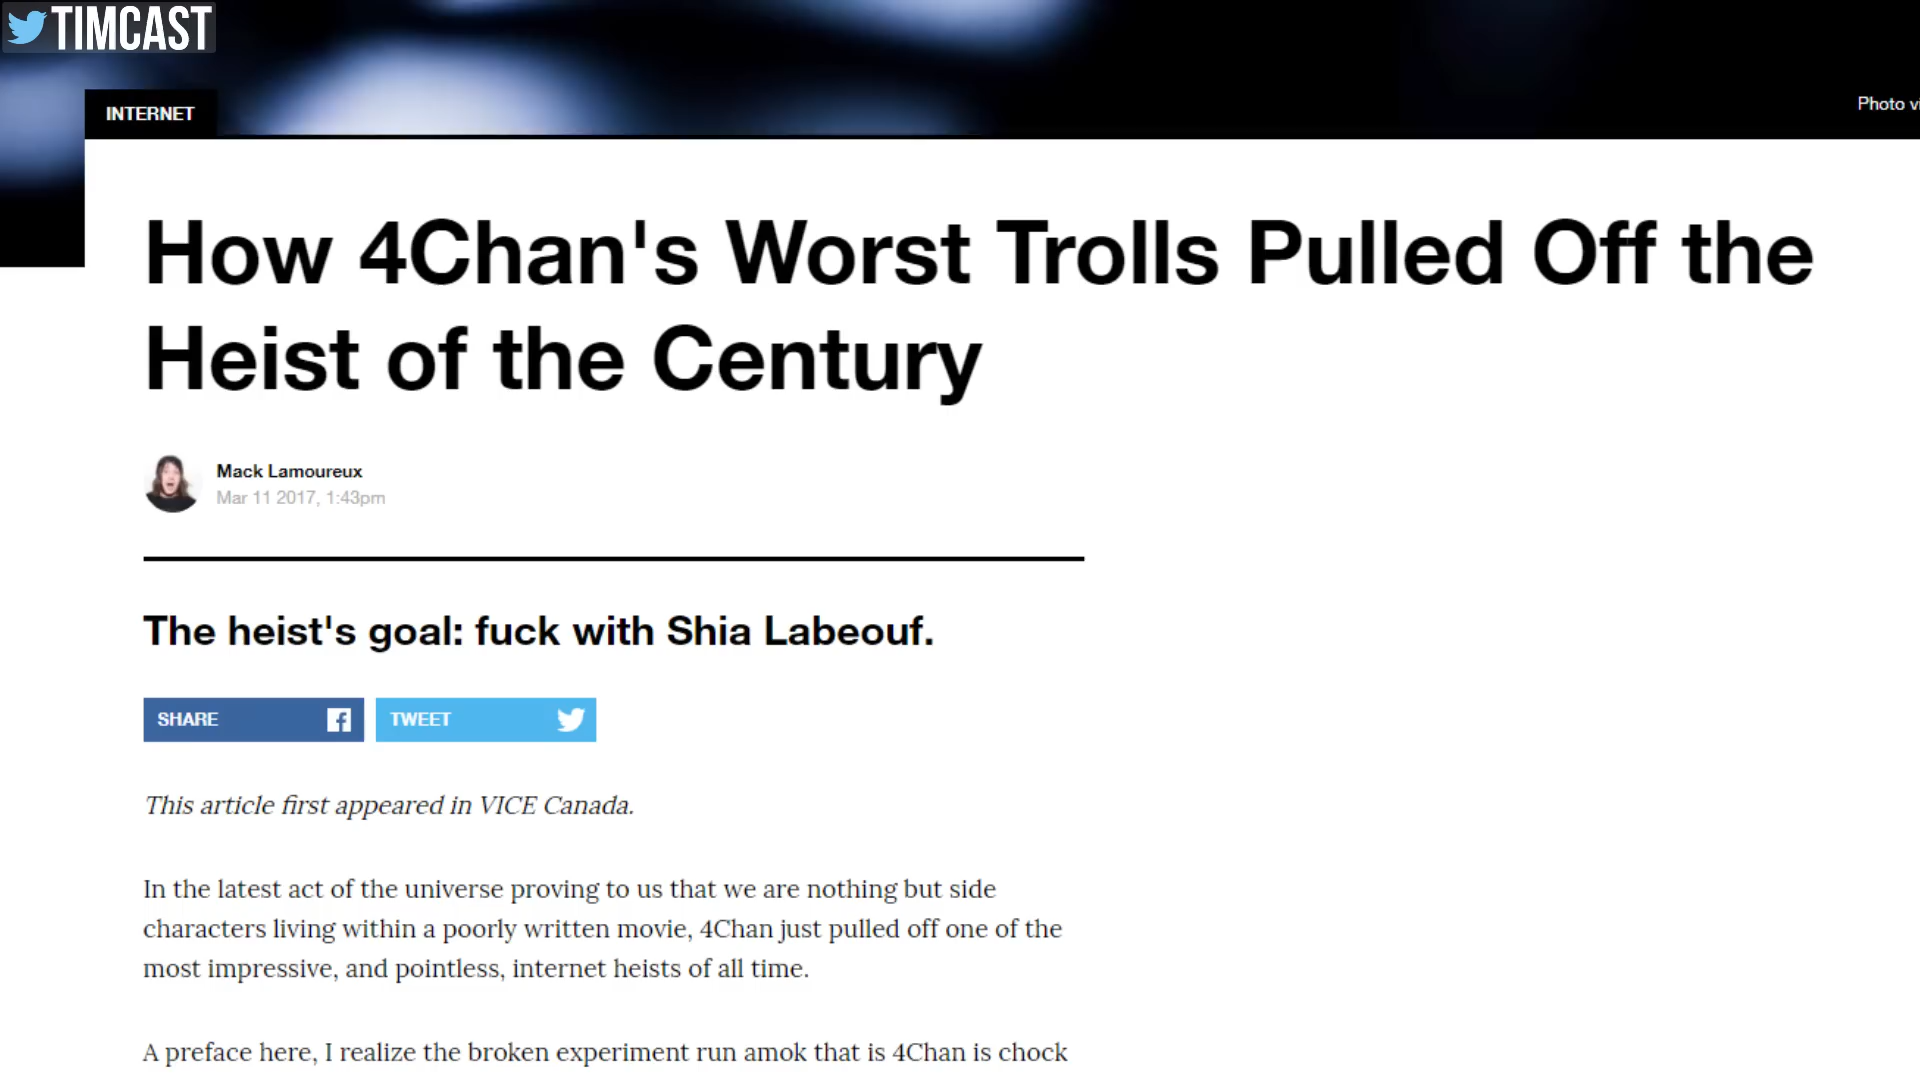 TIMCAST
INTERNET
Photo
How 4Chan's Worst Trolls Pulled Off the
Heist of the Century
Mack Lamoureux
Mar 11 2017, 1:43pm
The heist's goal: fuck with Shia Labeouf.
SHARE
TWEET
This article first appeared in VICE Canada.
In the latest act of the universe proving to us that we are nothing but side
characters living within a poorly written movie, 4Chan just pulled off one of the
most impressive, and pointless, internet heists of all time.
A preface here, I realize the broken experiment run amok that is 4Chan is chock